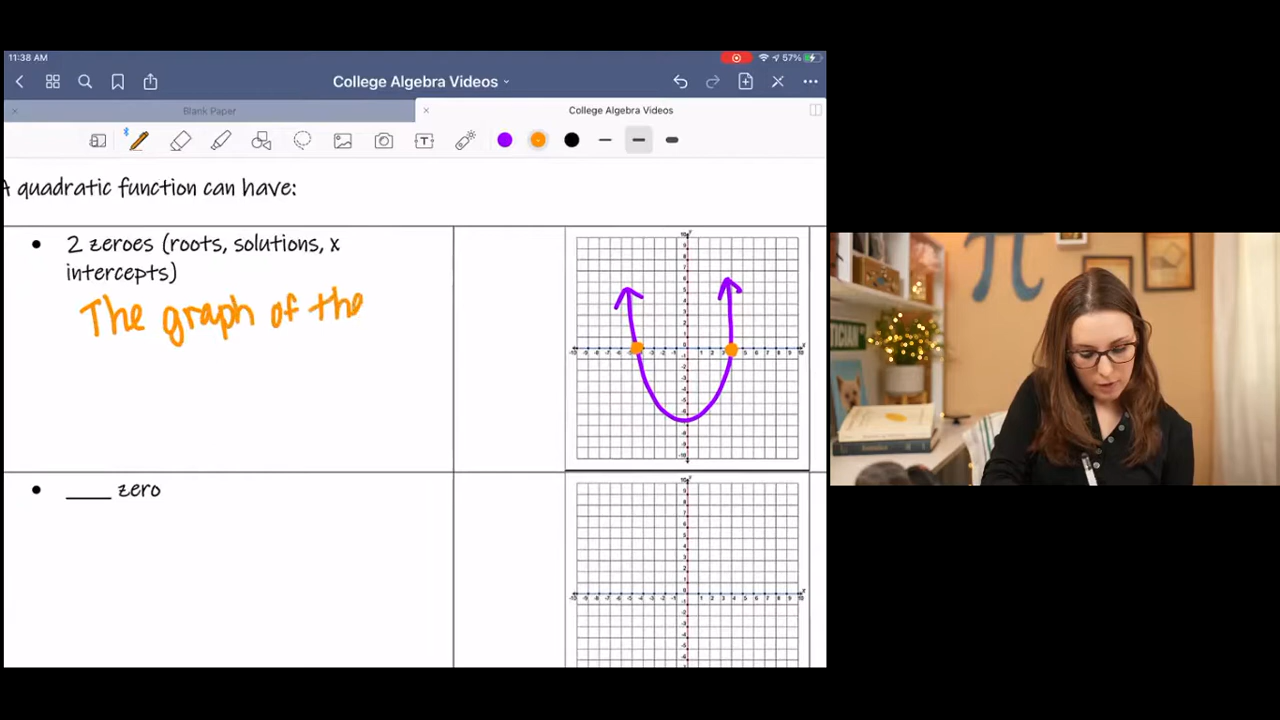 11:38 AM
57%
College Algebra Videos
Blank Paper
College Algebra Videos
A quadratic function can have:
• 2 zeroes (roots, solutions, x
intercepts)
The graph of the
• ____ zero
TICIAN